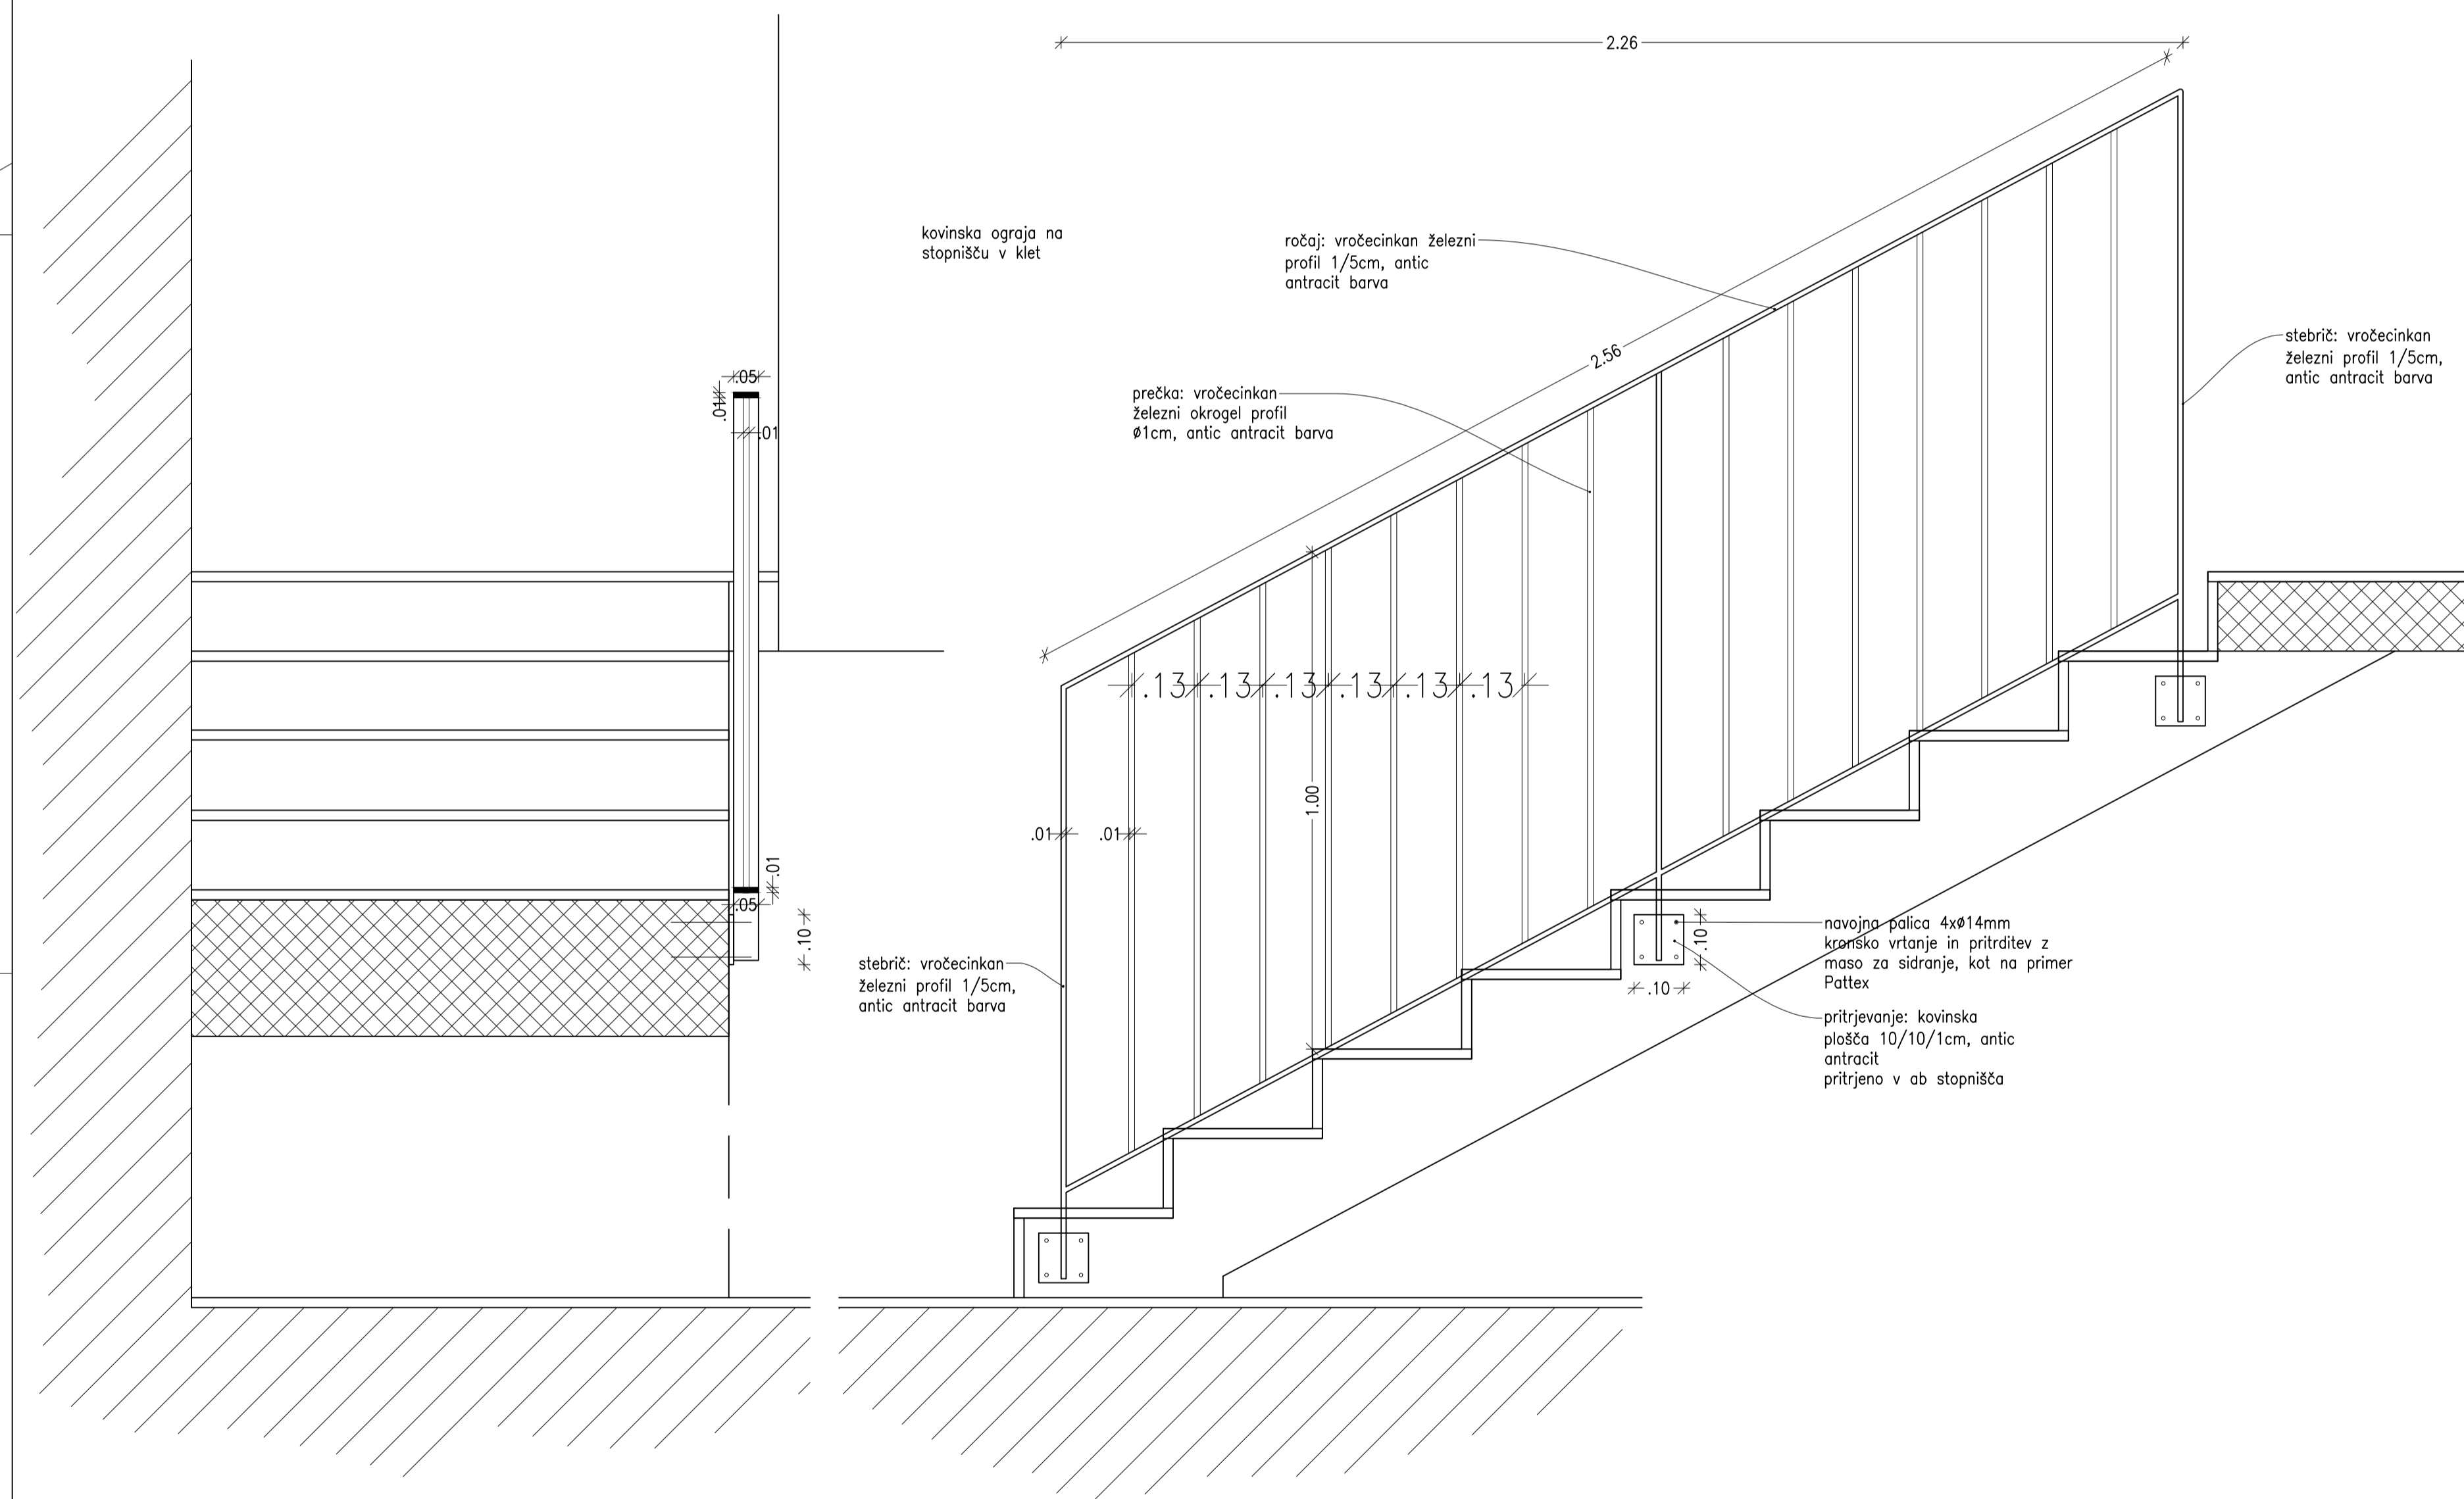 2.26
kovinska ograja na
stopnišču v klet
ročaj: vročecinkan železni
profil 1/5cm, antic
antracit barva
2.56
stebrič: vročecinkan
železni profil 1/5cm,
antic antracit barva
prečka: vročecinkan
železni okrogel profil
ø1cm, antic antracit barva
.05
.01
.01
.13 .13 .13 .13 .13 .13
1.00
.01 .01
.01
.05
.10
stebrič: vročecinkan
železni profil 1/5cm,
antic antracit barva
.10
.10
navojna palica 4xø14mm
kronsko vrtanje in pritrditev z
maso za sidranje, kot na primer
Pattex
pritrjevanje: kovinska
plošča 10/10/1cm, antic
antracit
pritrjeno v ab stopnišča